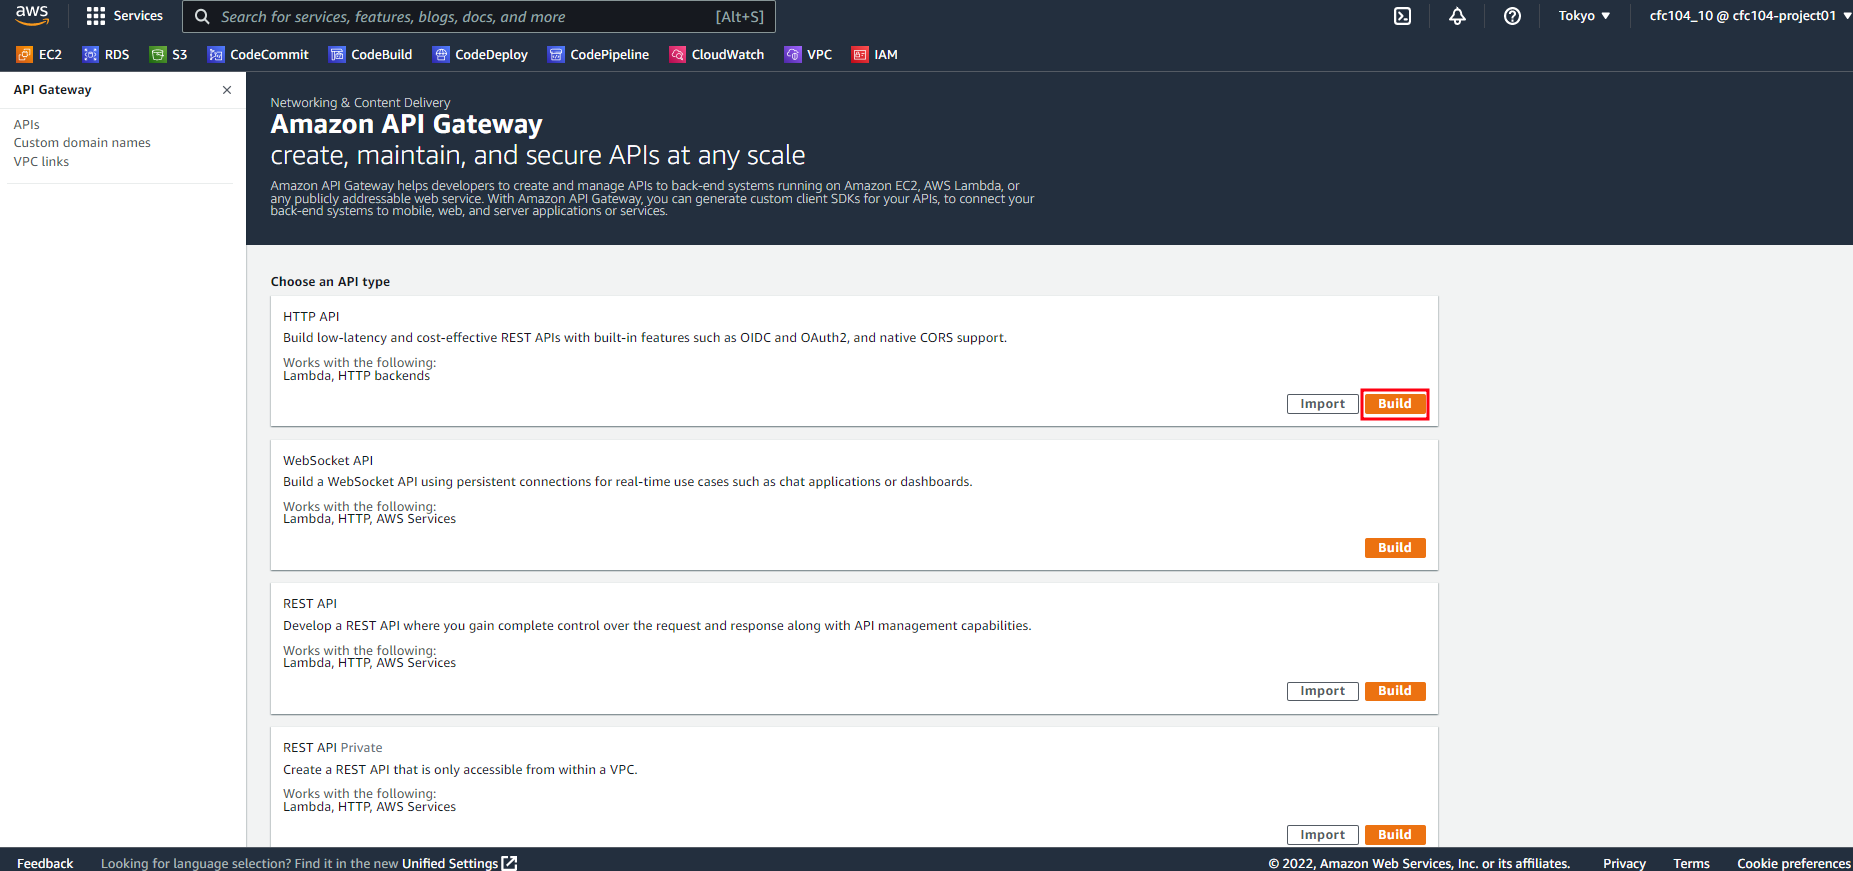 aws
Services
Search for services, features, blogs, docs, and more [Alt+S]
Tokyo ▼
cfc104_10 @ cfc104-project01 ▼
EC2 RDS S3 CodeCommit CodeBuild CodeDeploy CodePipeline CloudWatch VPC IAM
API Gateway
APIs
Custom domain names
VPC links
Networking & Content Delivery
Amazon API Gateway
create, maintain, and secure APIs at any scale
Amazon API Gateway helps developers to create and manage APIs to back-end systems running on Amazon EC2, AWS Lambda, or
any publicly addressable web service. With Amazon API Gateway, you can generate custom client SDKs for your APIs, to connect your
back-end systems to mobile, web, and server applications or services.
Choose an API type
HTTP API
Build low-latency and cost-effective REST APIs with built-in features such as OIDC and OAuth2, and native CORS support.
Works with the following:
Lambda, HTTP backends
Import Build
WebSocket API
Build a WebSocket API using persistent connections for real-time use cases such as chat applications or dashboards.
Works with the following:
Lambda, HTTP, AWS Services
Build
REST API
Develop a REST API where you gain complete control over the request and response along with API management capabilities.
Works with the following:
Lambda, HTTP, AWS Services
Import Build
REST API Private
Create a REST API that is only accessible from within a VPC.
Works with the following:
Lambda, HTTP, AWS Services
Import Build
Feedback Looking for language selection? Find it in the new Unified Settings © 2022, Amazon Web Services, Inc. or its affiliates. Privacy Terms Cookie preferences